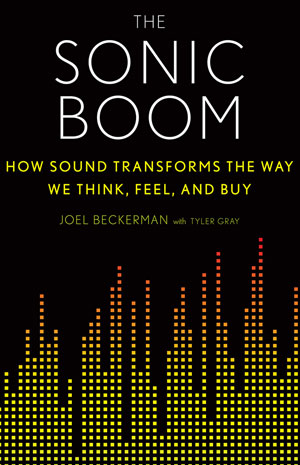 THE
SONIC
BOOM
HOW SOUND TRANSFORMS THE WAY
WE THINK, FEEL, AND BUY
JOEL BECKERMAN with TYLER GRAY